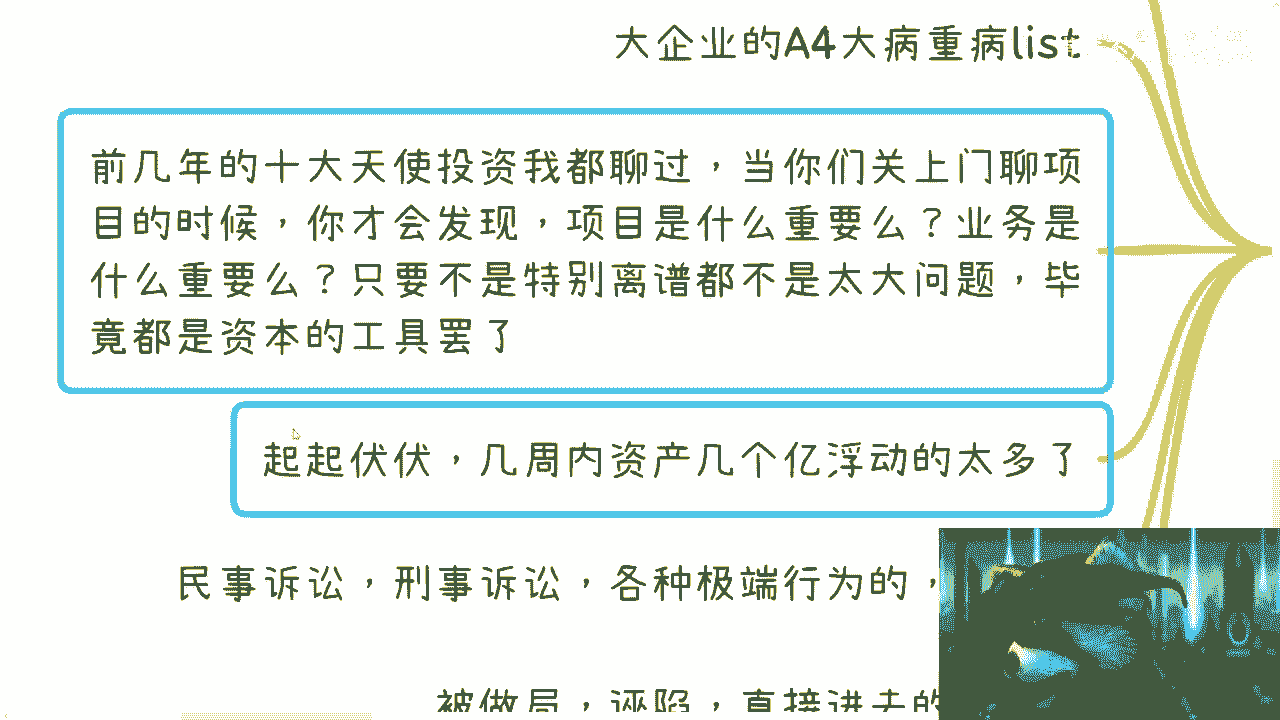 大企业的A4大病重病list
前几年的十大天使投资我都聊过，当你们关上门聊项
目的时候，你才会发现，项目是什么重要么？业务是
什么重要么？只要不是特别离谱都不是太大问题，毕
竟都是资本的工具罢了
起起伏伏，几周内资产几个亿浮动的太多了
民事诉讼，刑事诉讼，各种极端行为的，
被做局，诬陷，直接进去的